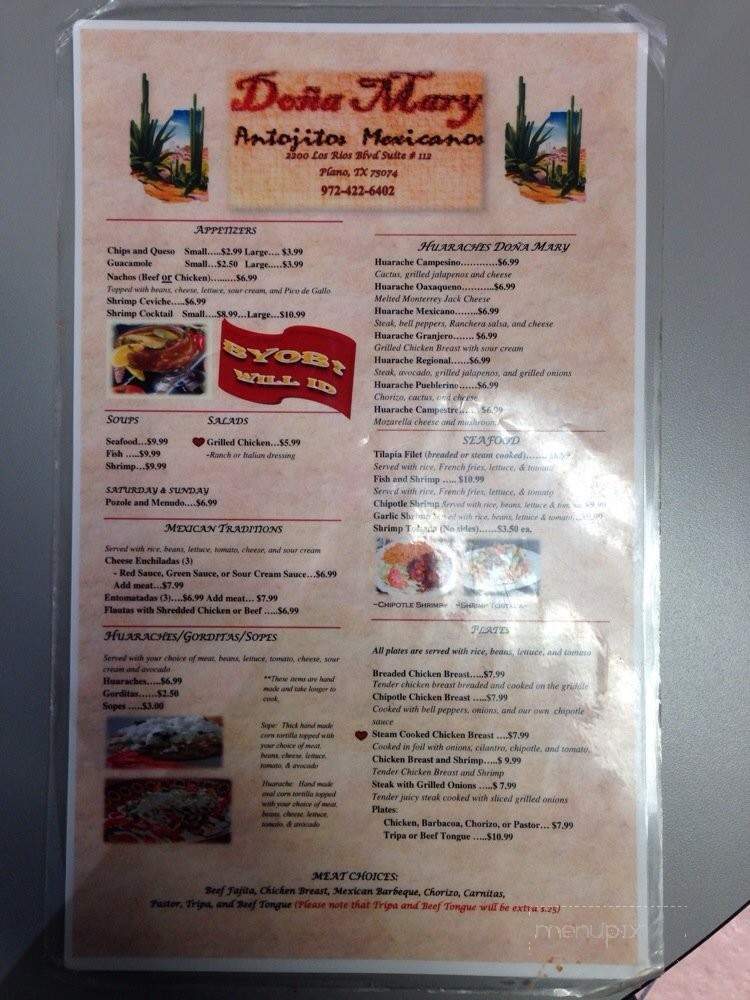 Doña Mary
Antojitos Mexicanos
2200 Los Rios Blvd Suite # 112
Plano, TX 75074
972-422-6402
APPETIZERS
Chips and Queso Small.....$2.99 Large.... $3.99
Guacamole Small...$2.50 Large.....$3.99
Nachos (Beef or Chicken)........$6.99
Topped with beans, cheese, lettuce, sour cream, and Pico de Gallo
Shrimp Ceviche.....$6.99
Shrimp Cocktail Small....$8.99...Large...$10.99
BYOB!
WILL ID
SOUPS
Seafood...$9.99
Fish .....$9.99
Shrimp...$9.99
SALADS
Grilled Chicken...$5.99
~Ranch or Italian dressing
SATURDAY & SUNDAY
Pozole and Menudo....$6.99
MEXICAN TRADITIONS
Served with rice, beans, lettuce, tomato, cheese, and sour cream
Cheese Enchiladas (3)
- Red Sauce, Green Sauce, or Sour Cream Sauce...$6.99
Add meat...$7.99
Entomatadas (3)....$6.99 Add meat... $7.99
Flautas with Shredded Chicken or Beef .....$6.99
HUARACHES/GORDITAS/SOPES
Served with your choice of meat, beans, lettuce, tomato, cheese, sour
cream and avocado
Huaraches.....$6.99
Gorditas......$2.50
Sopes .....$3.00
**These items are hand
made and take longer to
cook.
Sope: Thick hand made
corn tortilla topped with
your choice of meat,
beans, cheese, lettuce,
tomato, & avocado
Huarache: Hand made
oval corn tortilla topped
with your choice of meat,
beans, cheese, lettuce,
tomato, & avocado
HUARACHES DOÑA MARY
Huarache Campesino............$6.99
Cactus, grilled jalapenos and cheese
Huarache Oaxaqueno..........$6.99
Melted Monterrey Jack Cheese
Huarache Mexicano........$6.99
Steak, bell peppers, Ranchera salsa, and cheese
Huarache Granjero....... $6.99
Grilled Chicken Breast with sour cream
Huarache Regional......$6.99
Steak, avocado, grilled jalapenos, and grilled onions
Huarache Pueblerino......$6.99
Chorizo, cactus, and cheese
Huarache Campestre...... $6.99
Mozarella cheese and mushroom
SEAFOOD
Tilapia Filet (breaded or steam cooked).......
Served with rice, French fries, lettuce, & tomato
Fish and Shrimp ..... $10.99
Served with rice, French fries, lettuce, & tomato
Chipotle Shrimp Served with rice, beans, lettuce & tomato $9.99
Garlic Shrimp Served with rice, beans, lettuce & tomato...$9.99
Shrimp Tostada (No sides)......$3.50 ea.
~CHIPOTLE SHRIMP~ ~SHRIMP TOSTADA~
PLATES
All plates are served with rice, beans, lettuce, and tomato
Breaded Chicken Breast.....$7.99
Tender chicken breast breaded and cooked on the griddle
Chipotle Chicken Breast .....$7.99
Cooked with bell peppers, onions, and our own chipotle
sauce
Steam Cooked Chicken Breast ....$7.99
Cooked in foil with onions, cilantro, chipotle, and tomato,
Chicken Breast and Shrimp.....$ 9.99
Tender Chicken Breast and Shrimp
Steak with Grilled Onions .....$ 7.99
Tender juicy steak cooked with sliced grilled onions
Plates:
Chicken, Barbacoa, Chorizo, or Pastor... $7.99
Tripa or Beef Tongue .....$10.99
MEAT CHOICES:
Beef Fajita, Chicken Breast, Mexican Barbeque, Chorizo, Carnitas,
Pastor, Tripa, and Beef Tongue (Please note that Tripa and Beef Tongue will be extra $.25)
menupix